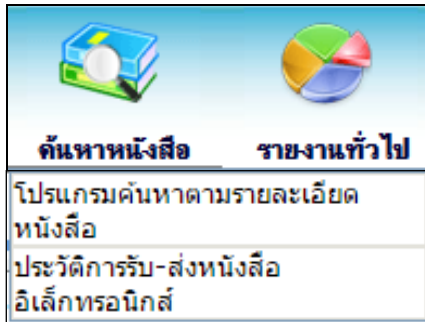 ค้นหาหนังสือ รายงานทั่วไป
โปรแกรมค้นหาตามรายละเอียด
หนังสือ
ประวัติการรับ-ส่งหนังสือ
อิเล็กทรอนิกส์